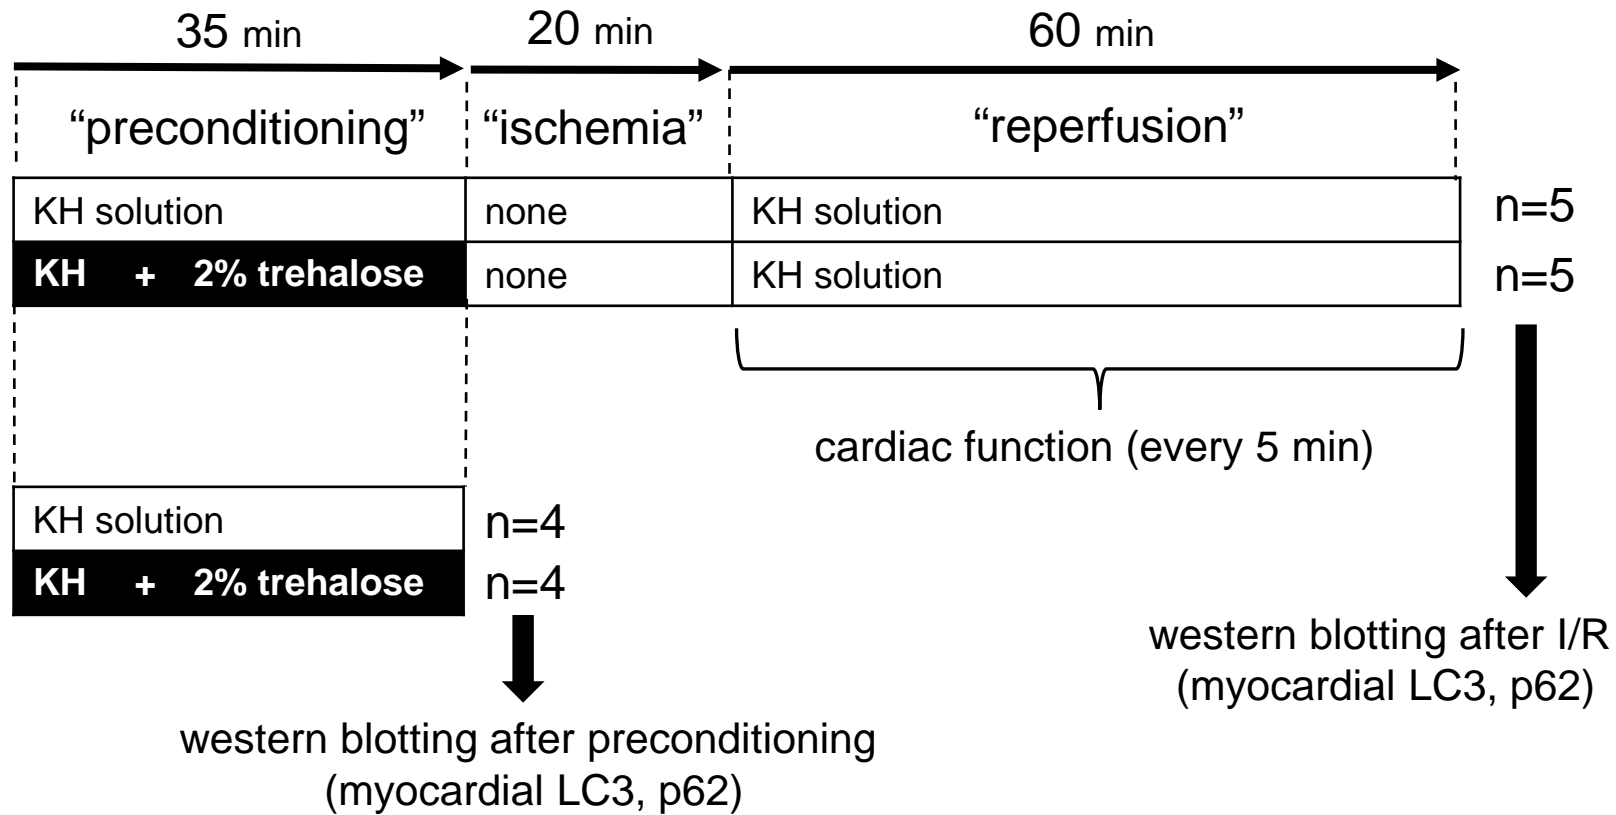 35 min 20 min 60 min
“preconditioning” “ischemia” “reperfusion”
KH solution none KH solution n=5
KH + 2% trehalose none KH solution n=5
cardiac function (every 5 min)
KH solution n=4
KH + 2% trehalose n=4
western blotting after I/R
(myocardial LC3, p62)
western blotting after preconditioning
(myocardial LC3, p62)